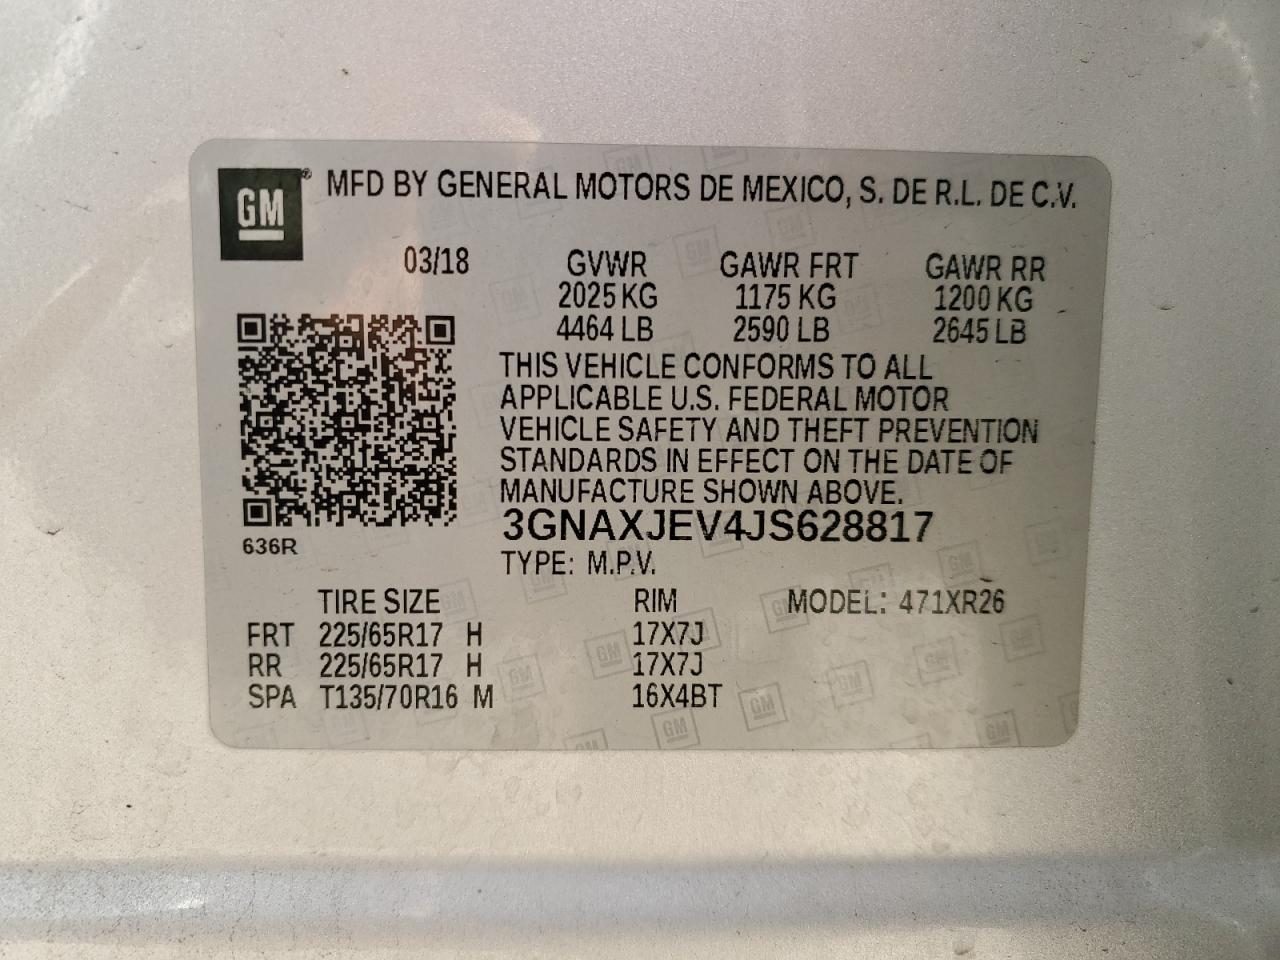 GM® MFD BY GENERAL MOTORS DE MEXICO, S. DE R.L. DE C.V.
03/18 GVWR GAWR FRT GAWR RR
2025 KG 1175 KG 1200 KG
4464 LB 2590 LB 2645 LB
THIS VEHICLE CONFORMS TO ALL
APPLICABLE U.S. FEDERAL MOTOR
VEHICLE SAFETY AND THEFT PREVENTION
STANDARDS IN EFFECT ON THE DATE OF
MANUFACTURE SHOWN ABOVE.
3GNAXJEV4JS628817
636R
TYPE: M.P.V.
TIRE SIZE RIM MODEL: 471XR26
FRT 225/65R17 H 17X7J
RR 225/65R17 H 17X7J
SPA T135/70R16 M 16X4BT